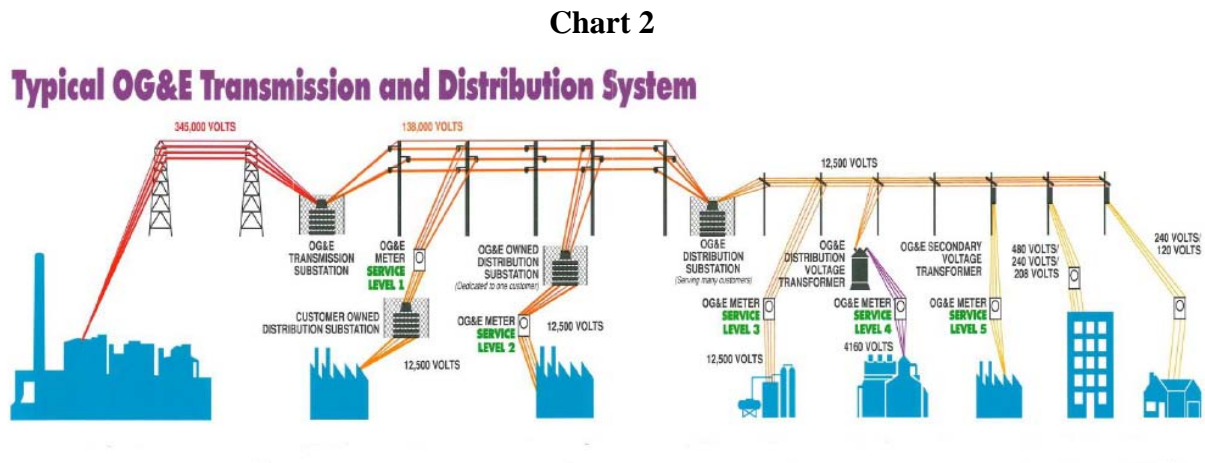 Chart 2
Typical OG&E Transmission and Distribution System
345,000 VOLTS
138,000 VOLTS
12,500 VOLTS
OG&E
TRANSMISSION
SUBSTATION
OG&E
METER
SERVICE
LEVEL 1
CUSTOMER OWNED
DISTRIBUTION SUBSTATION
12,500 VOLTS
OG&E OWNED
DISTRIBUTION
SUBSTATION
(Dedicated to one customer)
OG&E METER
SERVICE
LEVEL 2
12,500 VOLTS
OG&E
DISTRIBUTION
SUBSTATION
(Serving many customers)
OG&E METER
SERVICE
LEVEL 3
12,500 VOLTS
OG&E
DISTRIBUTION
VOLTAGE
TRANSFORMER
OG&E METER
SERVICE
LEVEL 4
4160 VOLTS
OG&E SECONDARY
VOLTAGE
TRANSFORMER
OG&E METER
SERVICE
LEVEL 5
480 VOLTS/
240 VOLTS/
208 VOLTS
240 VOLTS/
120 VOLTS